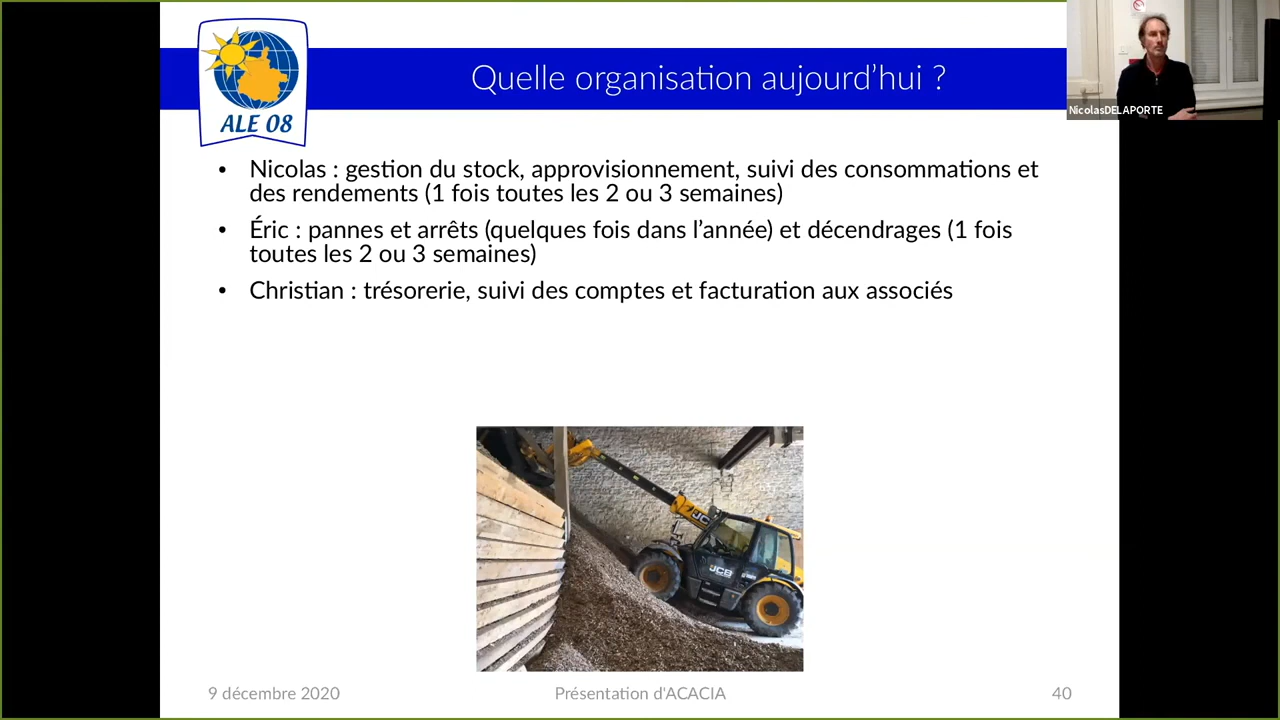 Quelle organisation aujourd’hui ?
ALE 08
NicolasDELAPORTE
• Nicolas : gestion du stock, approvisionnement, suivi des consommations et
des rendements (1 fois toutes les 2 ou 3 semaines)
• Éric : pannes et arrêts (quelques fois dans l’année) et décendrages (1 fois
toutes les 2 ou 3 semaines)
• Christian : trésorerie, suivi des comptes et facturation aux associés
JCB
JCB
9 décembre 2020
Présentation d'ACACIA
40